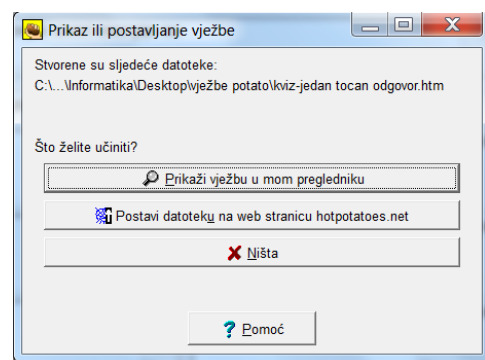 Prikaz ili postavljanje vježbe
Stvorene su sljedeće datoteke:
C:\...\Informatika\Desktop\vježbe potato\kviz-jedan tocan odgovor.htm
Što želite učiniti?
Prikaži vježbu u mom pregledniku
Postavi datoteku na web stranicu hotpotatoes.net
Ništa
Pomoć